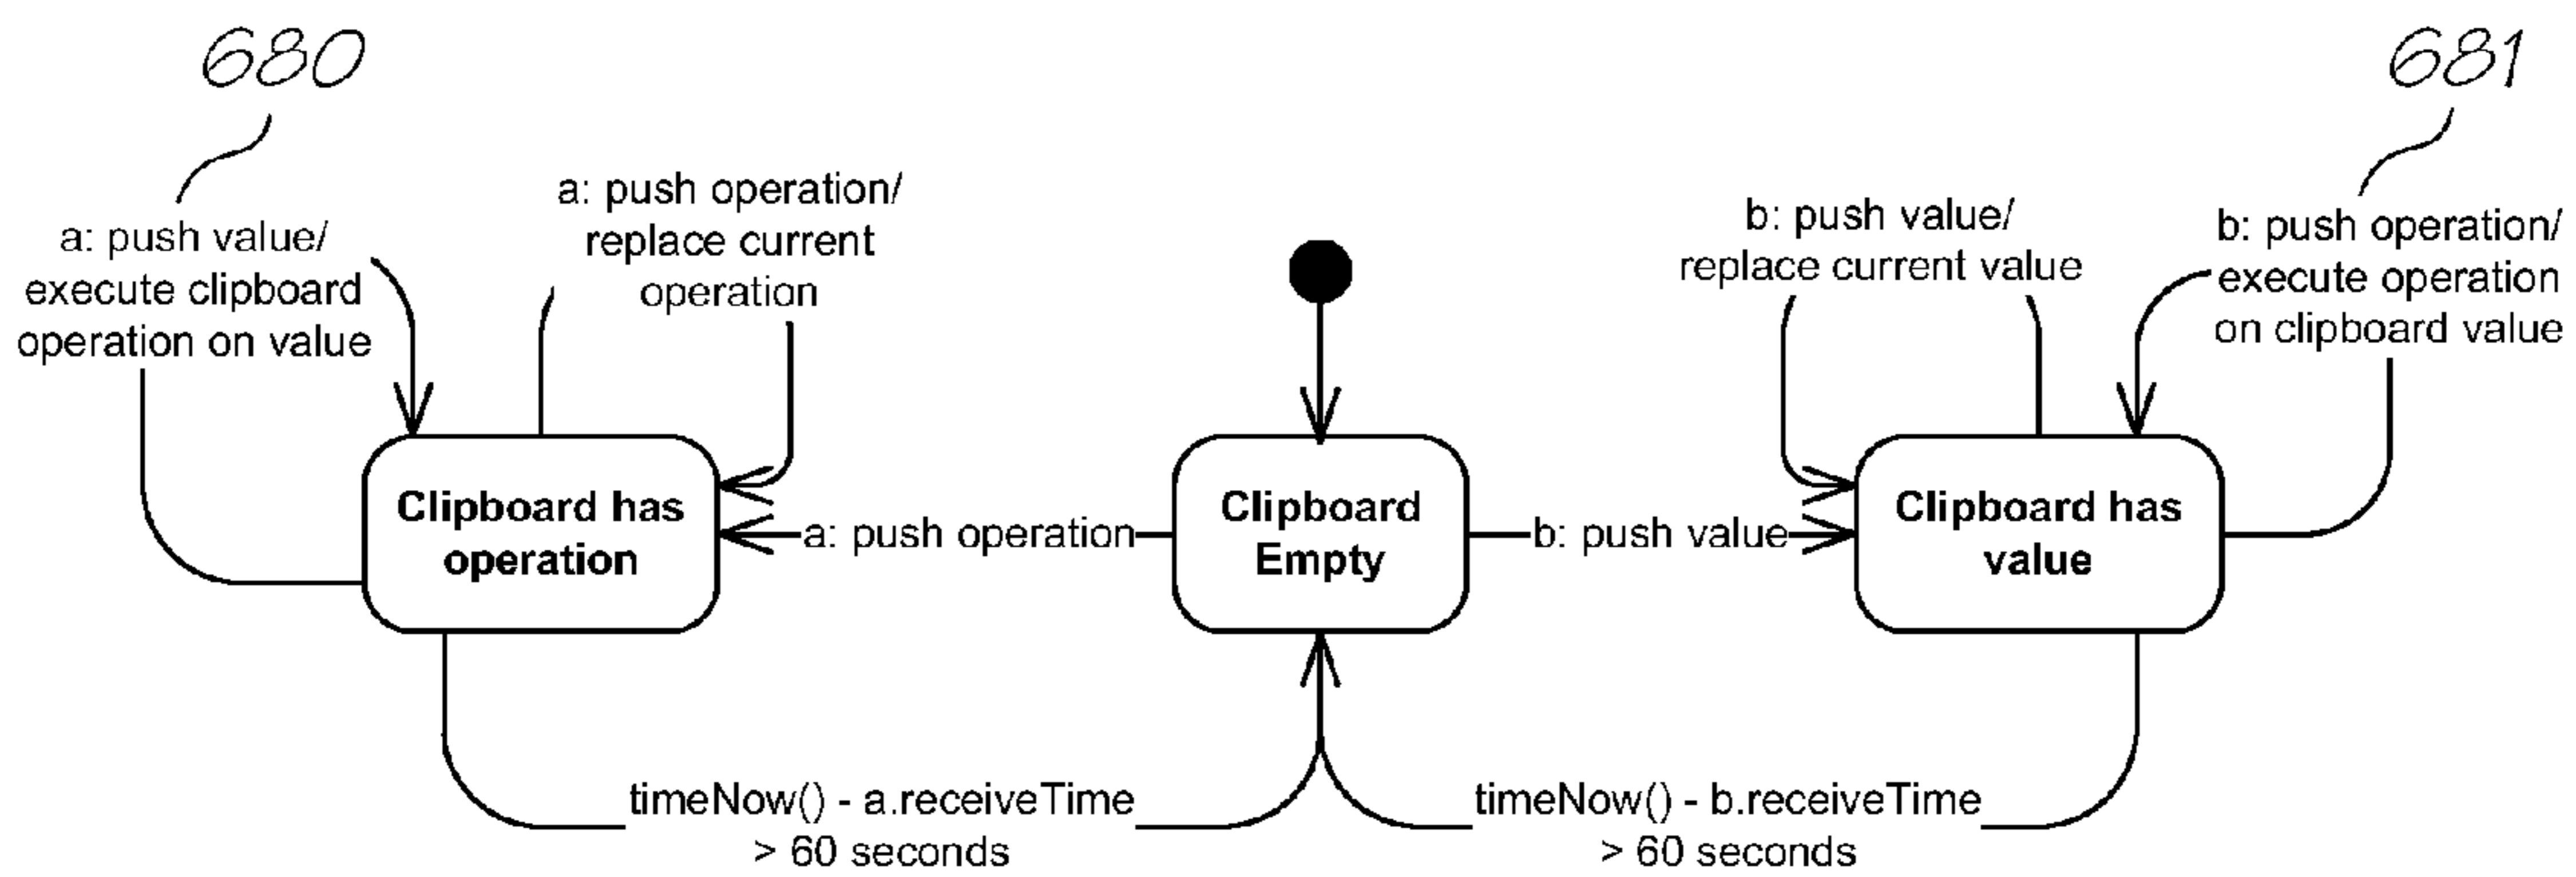 680
681
a: push value/
execute clipboard
operation on value
a: push operation/
replace current
operation
b: push value/
replace current value
b: push operation/
execute operation
on clipboard value
Clipboard has
operation
a: push operation
Clipboard
Empty
b: push value
Clipboard has
value
timeNow() - a.receiveTime
> 60 seconds
timeNow() - b.receiveTime
> 60 seconds